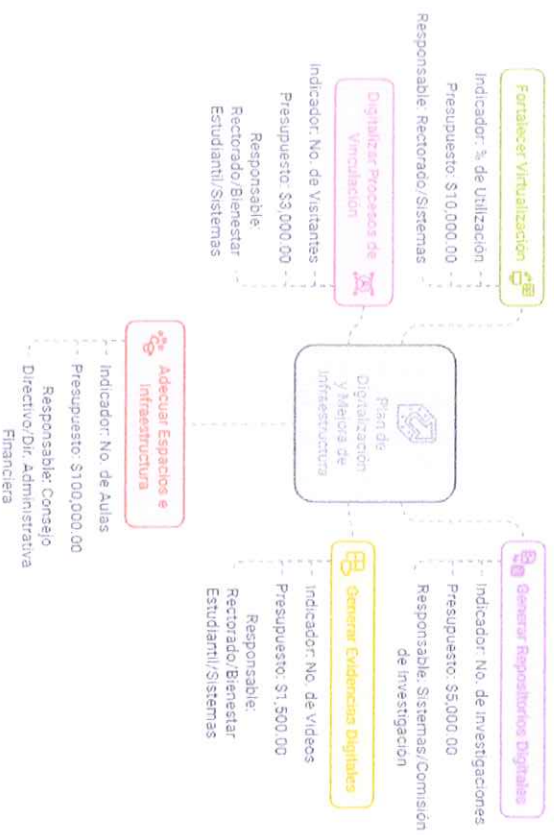 Plan de
Digitalización
y Mejora de
Infraestructura
Fortalecer Virtualización
Indicador: % de Utilización
Presupuesto: $10,000.00
Responsable: Rectorado/Sistemas
Digitalizar Procesos de
Vinculación
Indicador: No. de Visitantes
Presupuesto: $3,000.00
Responsable:
Rectorado/Bienestar
Estudiantil/Sistemas
Adecuar Espacios e
Infraestructura
Indicador: No. de Aulas
Presupuesto: $100,000.00
Responsable: Consejo
Directivo/Dir. Administrativa
Financiera
Generar Repositorios Digitales
Indicador: No. de Investigaciones
Presupuesto: $5,000.00
Responsable: Sistemas/Comisión
de Investigación
Generar Evidencias Digitales
Indicador: No. de Videos
Presupuesto: $1,500.00
Responsable:
Rectorado/Bienestar
Estudiantil/Sistemas